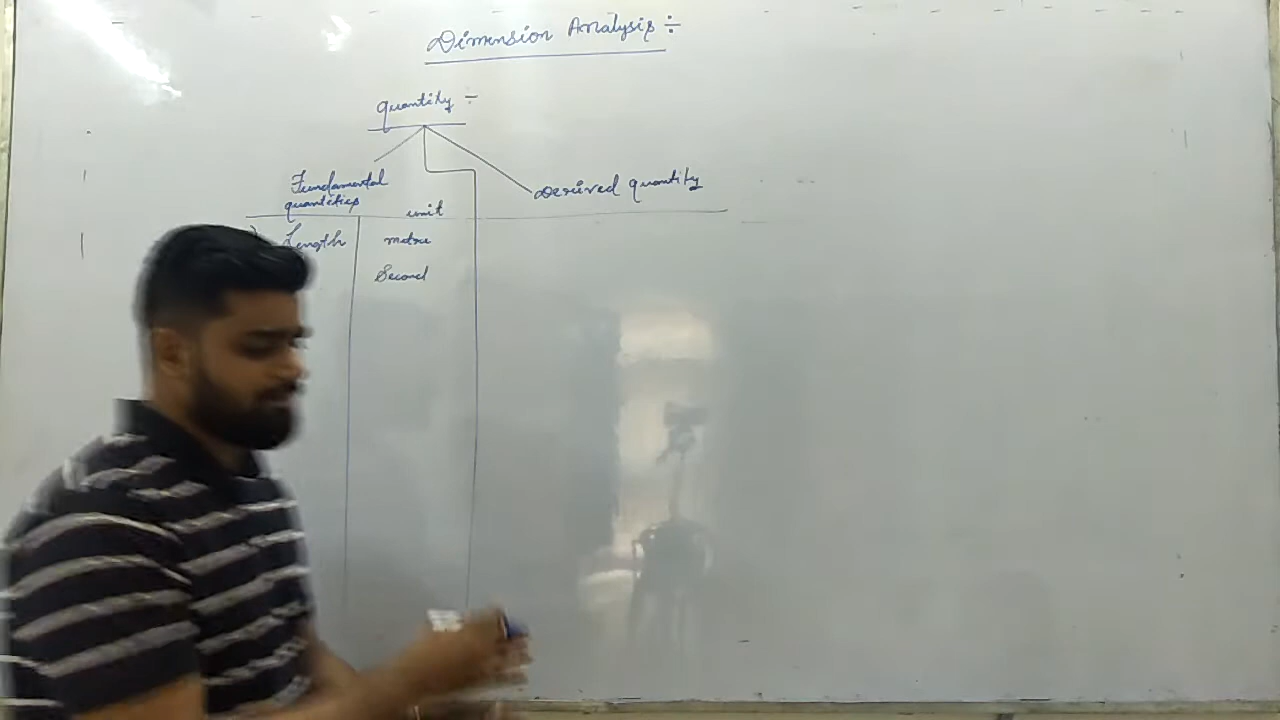 Dimension Analysis ÷
Quantity ÷
Fundamental
quantities
Derived quantity
unit
Length
metre
Second